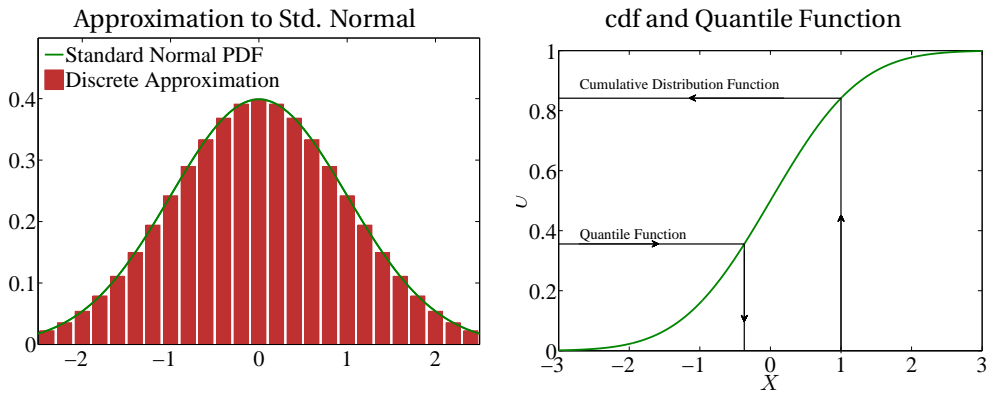 Approximation to Std. Normal
Standard Normal PDF
Discrete Approximation
0.4
0.3
0.2
0.1
0
−2 −1 0 1 2
cdf and Quantile Function
1
0.8
0.6
0.4
0.2
0
U
Cumulative Distribution Function
Quantile Function
−3 −2 −1 0 1 2 3
X